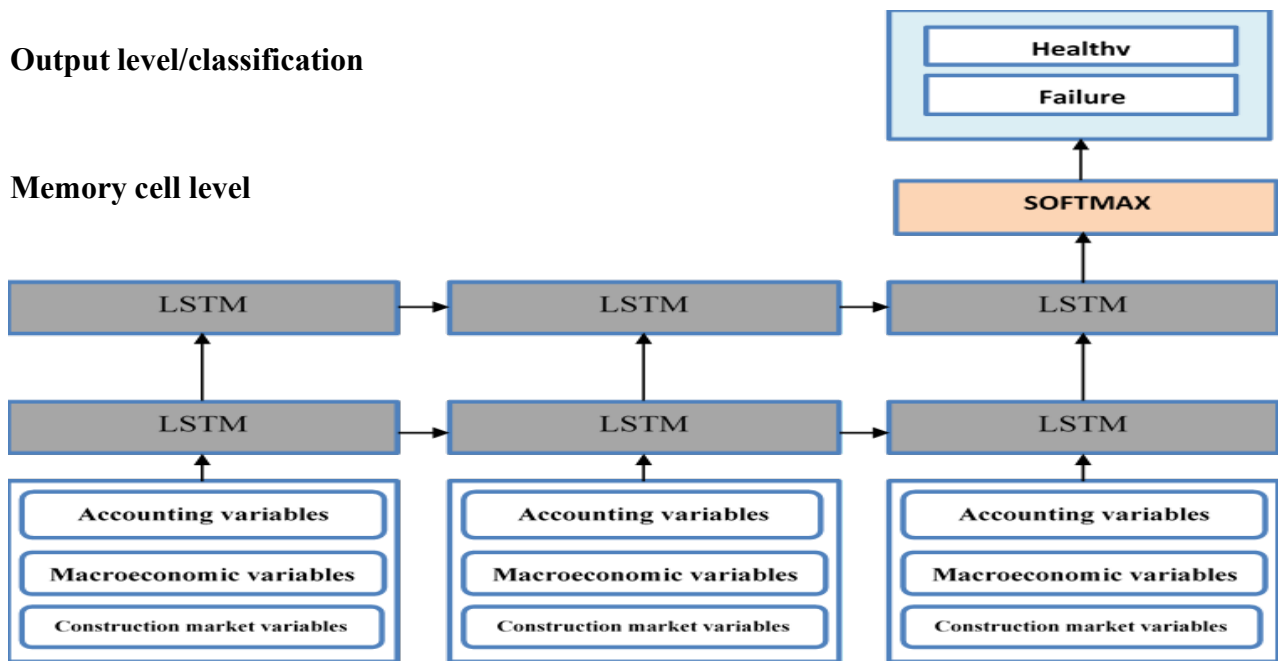 Output level/classification
Healthv
Failure
Memory cell level
SOFTMAX
LSTM LSTM LSTM
LSTM LSTM LSTM
Accounting variables Accounting variables Accounting variables
Macroeconomic variables Macroeconomic variables Macroeconomic variables
Construction market variables Construction market variables Construction market variables